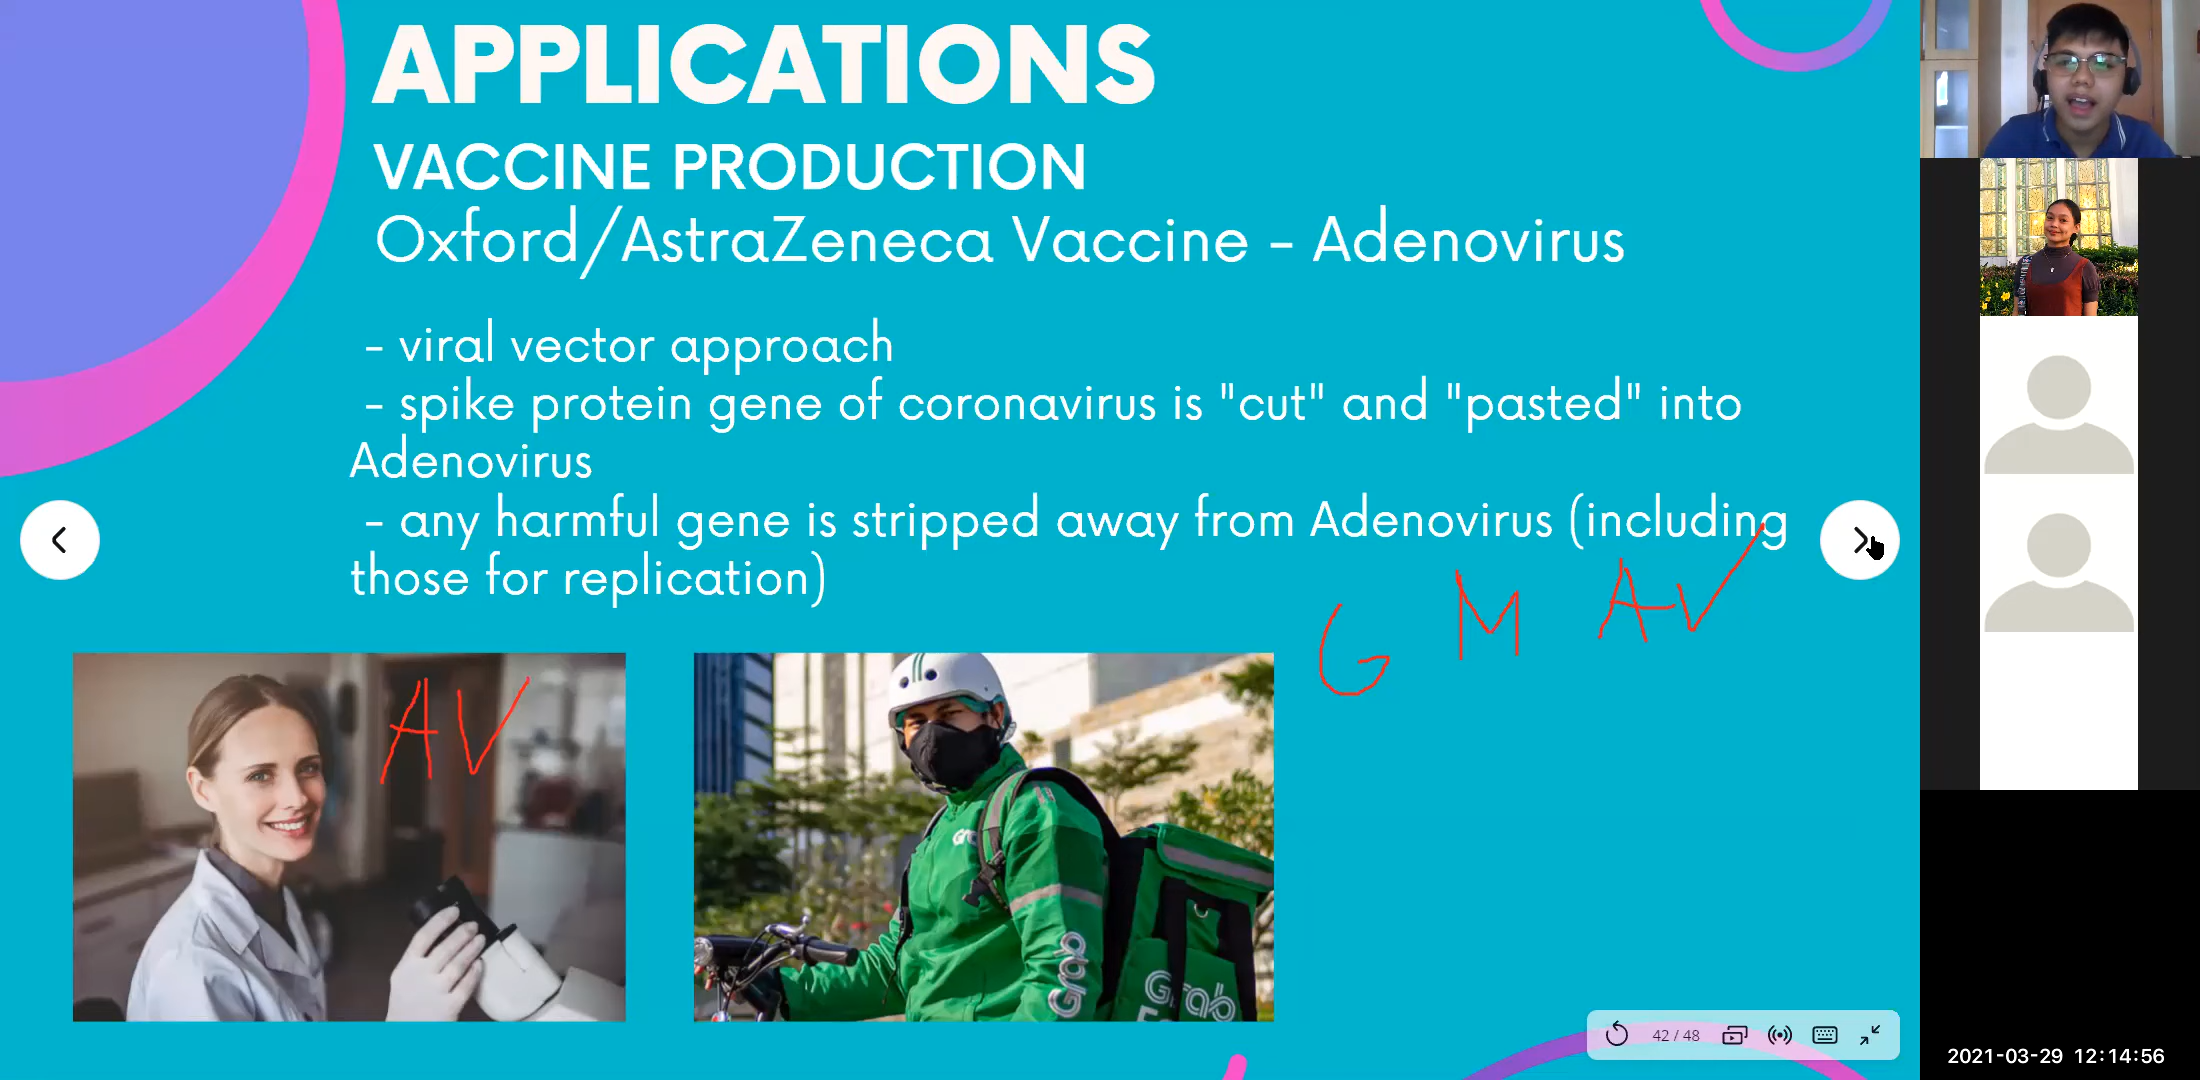 APPLICATIONS
VACCINE PRODUCTION
Oxford/AstraZeneca Vaccine - Adenovirus
- viral vector approach
- spike protein gene of coronavirus is "cut" and "pasted" into
Adenovirus
- any harmful gene is stripped away from Adenovirus (including
those for replication)
G M AV
AV
Grab
Grab
42 / 48
2021-03-29 12:14:56